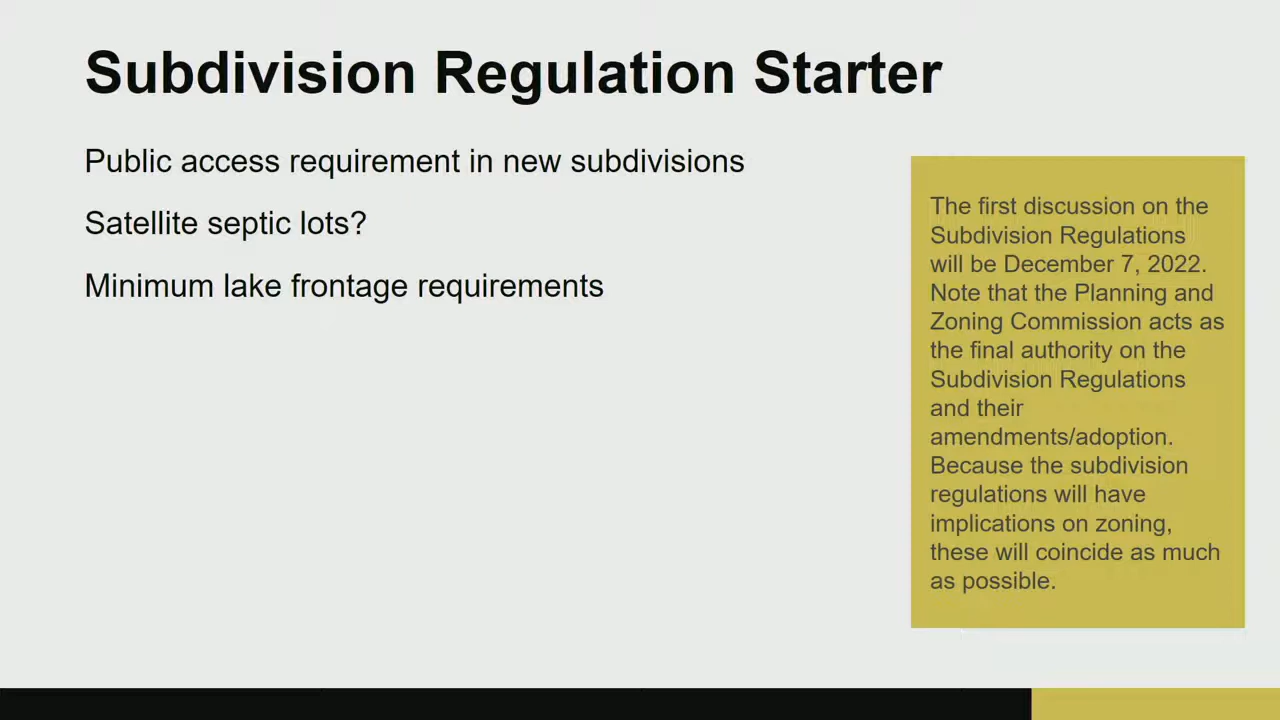 Subdivision Regulation Starter
Public access requirement in new subdivisions
Satellite septic lots?
Minimum lake frontage requirements
The first discussion on the
Subdivision Regulations
will be December 7, 2022.
Note that the Planning and
Zoning Commission acts as
the final authority on the
Subdivision Regulations
and their
amendments/adoption.
Because the subdivision
regulations will have
implications on zoning,
these will coincide as much
as possible.